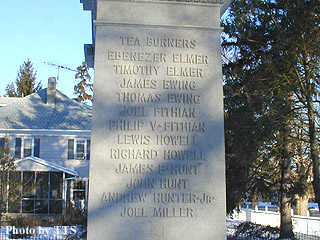 TEA BURNERS
EBENEZER ELMER
TIMOTHY ELMER
JAMES EWING
THOMAS EWING
JOEL FITHIAN
PHILIP V·FITHIAN
LEWIS HOWELL
RICHARD HOWELL
JAMES B·HUNT
JOHN HUNT
ANDREW HUNTER·JR·
JOEL MILLER
Photo by TTS